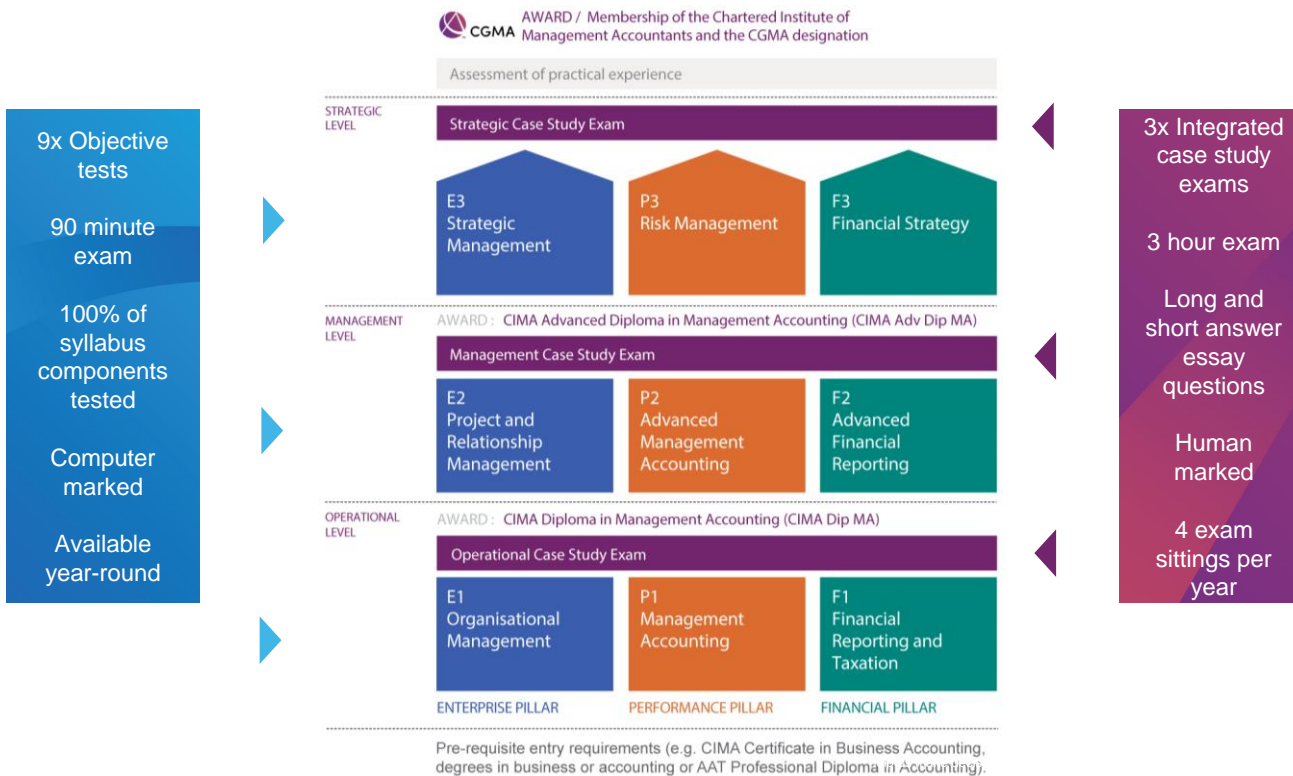 CGMA
AWARD / Membership of the Chartered Institute of
Management Accountants and the CGMA designation
Assessment of practical experience
9x Objective
tests
90 minute
exam
100% of
syllabus
components
tested
Computer
marked
Available
year-round
STRATEGIC
LEVEL
Strategic Case Study Exam
E3
Strategic
Management
P3
Risk Management
F3
Financial Strategy
MANAGEMENT
LEVEL
AWARD : CIMA Advanced Diploma in Management Accounting (CIMA Adv Dip MA)
Management Case Study Exam
E2
Project and
Relationship
Management
P2
Advanced
Management
Accounting
F2
Advanced
Financial
Reporting
OPERATIONAL
LEVEL
AWARD : CIMA Diploma in Management Accounting (CIMA Dip MA)
Operational Case Study Exam
E1
Organisational
Management
P1
Management
Accounting
F1
Financial
Reporting and
Taxation
ENTERPRISE PILLAR
PERFORMANCE PILLAR
FINANCIAL PILLAR
Pre-requisite entry requirements (e.g. CIMA Certificate in Business Accounting,
degrees in business or accounting or AAT Professional Diploma in Accounting).
3x Integrated
case study
exams
3 hour exam
Long and
short answer
essay
questions
Human
marked
4 exam
sittings per
year